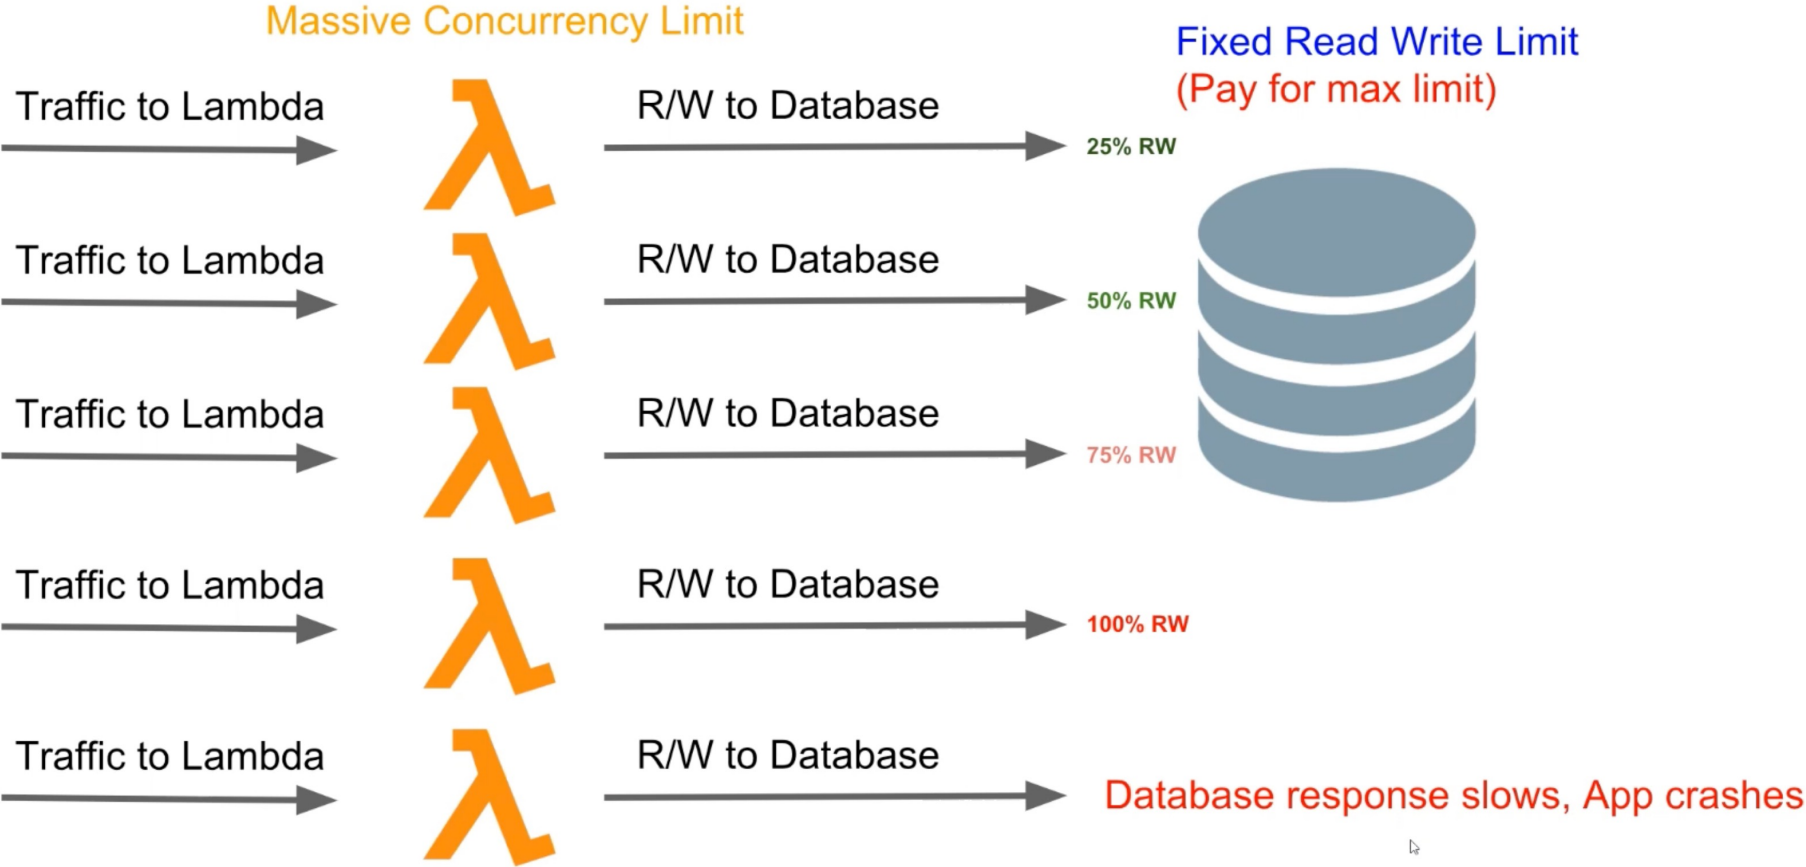 Massive Concurrency Limit
Fixed Read Write Limit
(Pay for max limit)
Traffic to Lambda
R/W to Database
25% RW
Traffic to Lambda
R/W to Database
50% RW
Traffic to Lambda
R/W to Database
75% RW
Traffic to Lambda
R/W to Database
100% RW
Traffic to Lambda
R/W to Database
Database response slows, App crashes